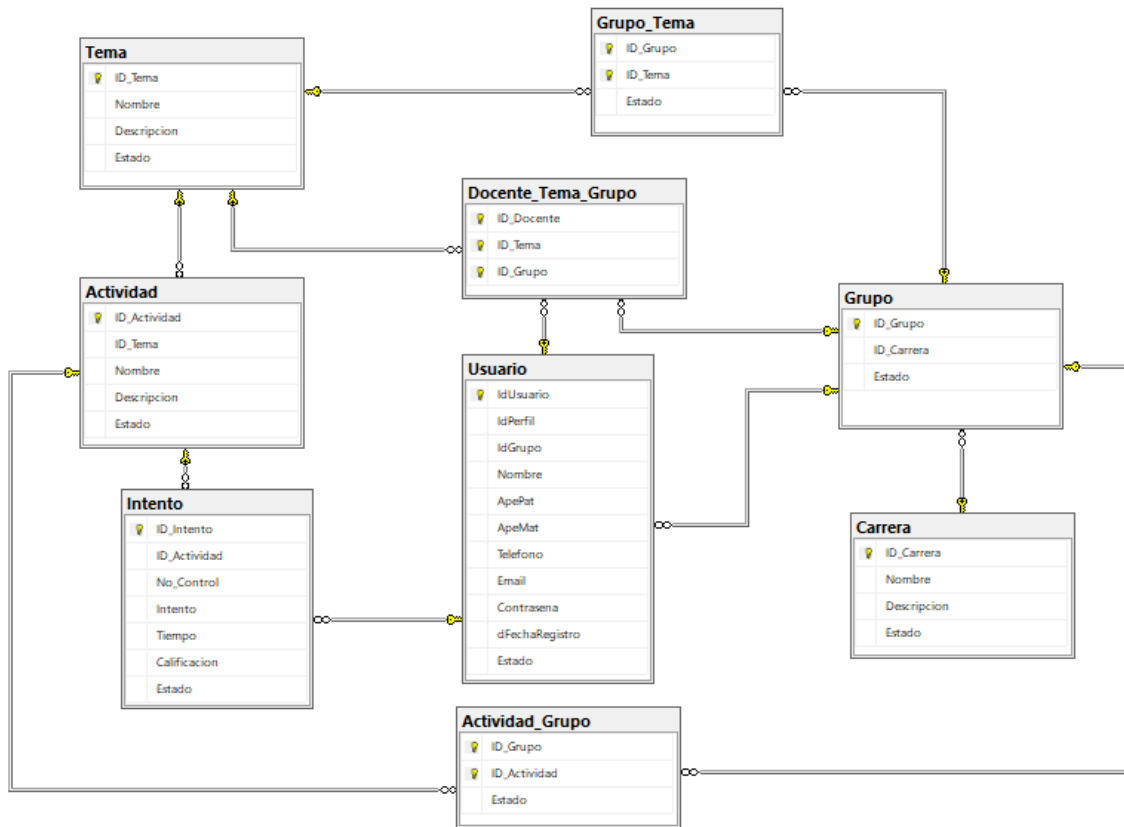 Grupo_Tema
ID_Grupo
ID_Tema
Estado
Tema
ID_Tema
Nombre
Descripcion
Estado
Docente_Tema_Grupo
ID_Docente
ID_Tema
ID_Grupo
Actividad
ID_Actividad
ID_Tema
Nombre
Descripcion
Estado
Grupo
ID_Grupo
ID_Carrera
Estado
Usuario
IdUsuario
IdPerfil
IdGrupo
Nombre
ApePat
ApeMat
Telefono
Email
Contrasena
dFechaRegistro
Estado
Intento
ID_Intento
ID_Actividad
No_Control
Intento
Tiempo
Calificacion
Estado
Carrera
ID_Carrera
Nombre
Descripcion
Estado
Actividad_Grupo
ID_Grupo
ID_Actividad
Estado